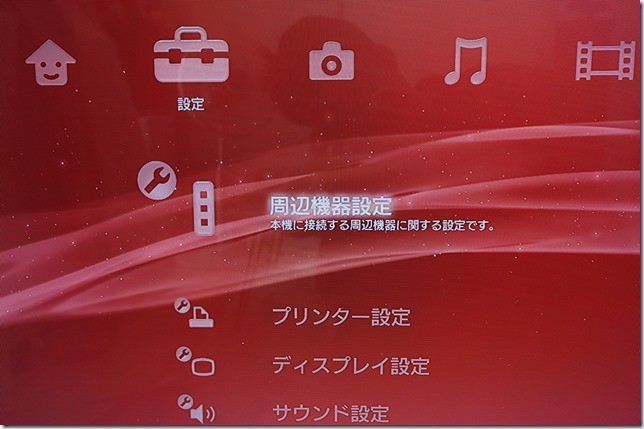 設定
周辺機器設定
本機に接続する周辺機器に関する設定です。
プリンター設定
ディスプレイ設定
サウンド設定